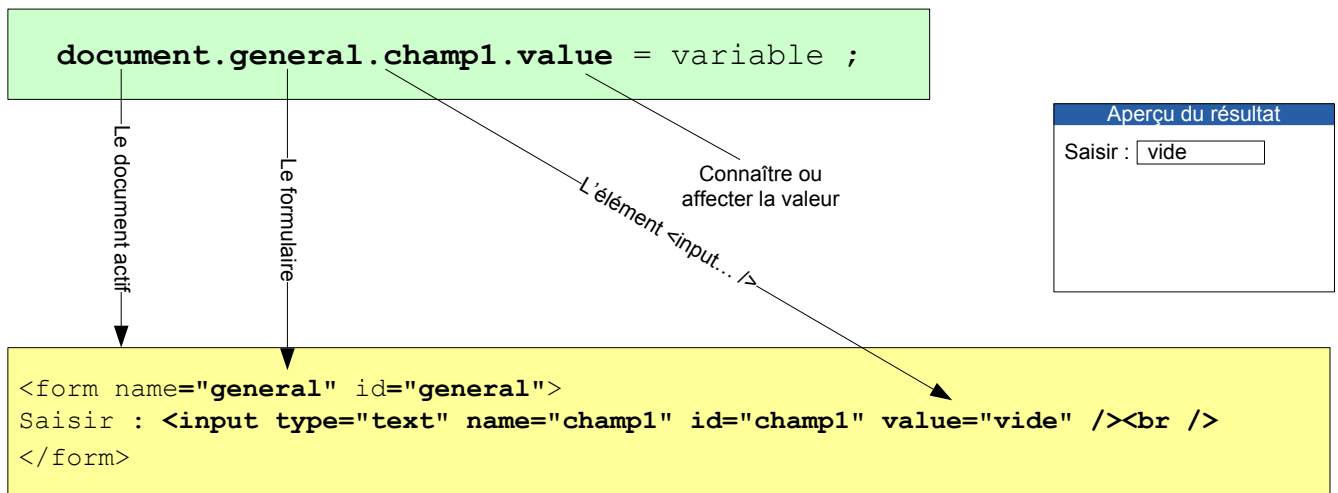 document.general.champ1.value = variable ;
Aperçu du résultat
Saisir : vide
Le document actif
Le formulaire
L'élément <input... />
Connaître ou
affecter la valeur
<form name="general" id="general">
Saisir : <input type="text" name="champ1" id="champ1" value="vide" /><br />
</form>